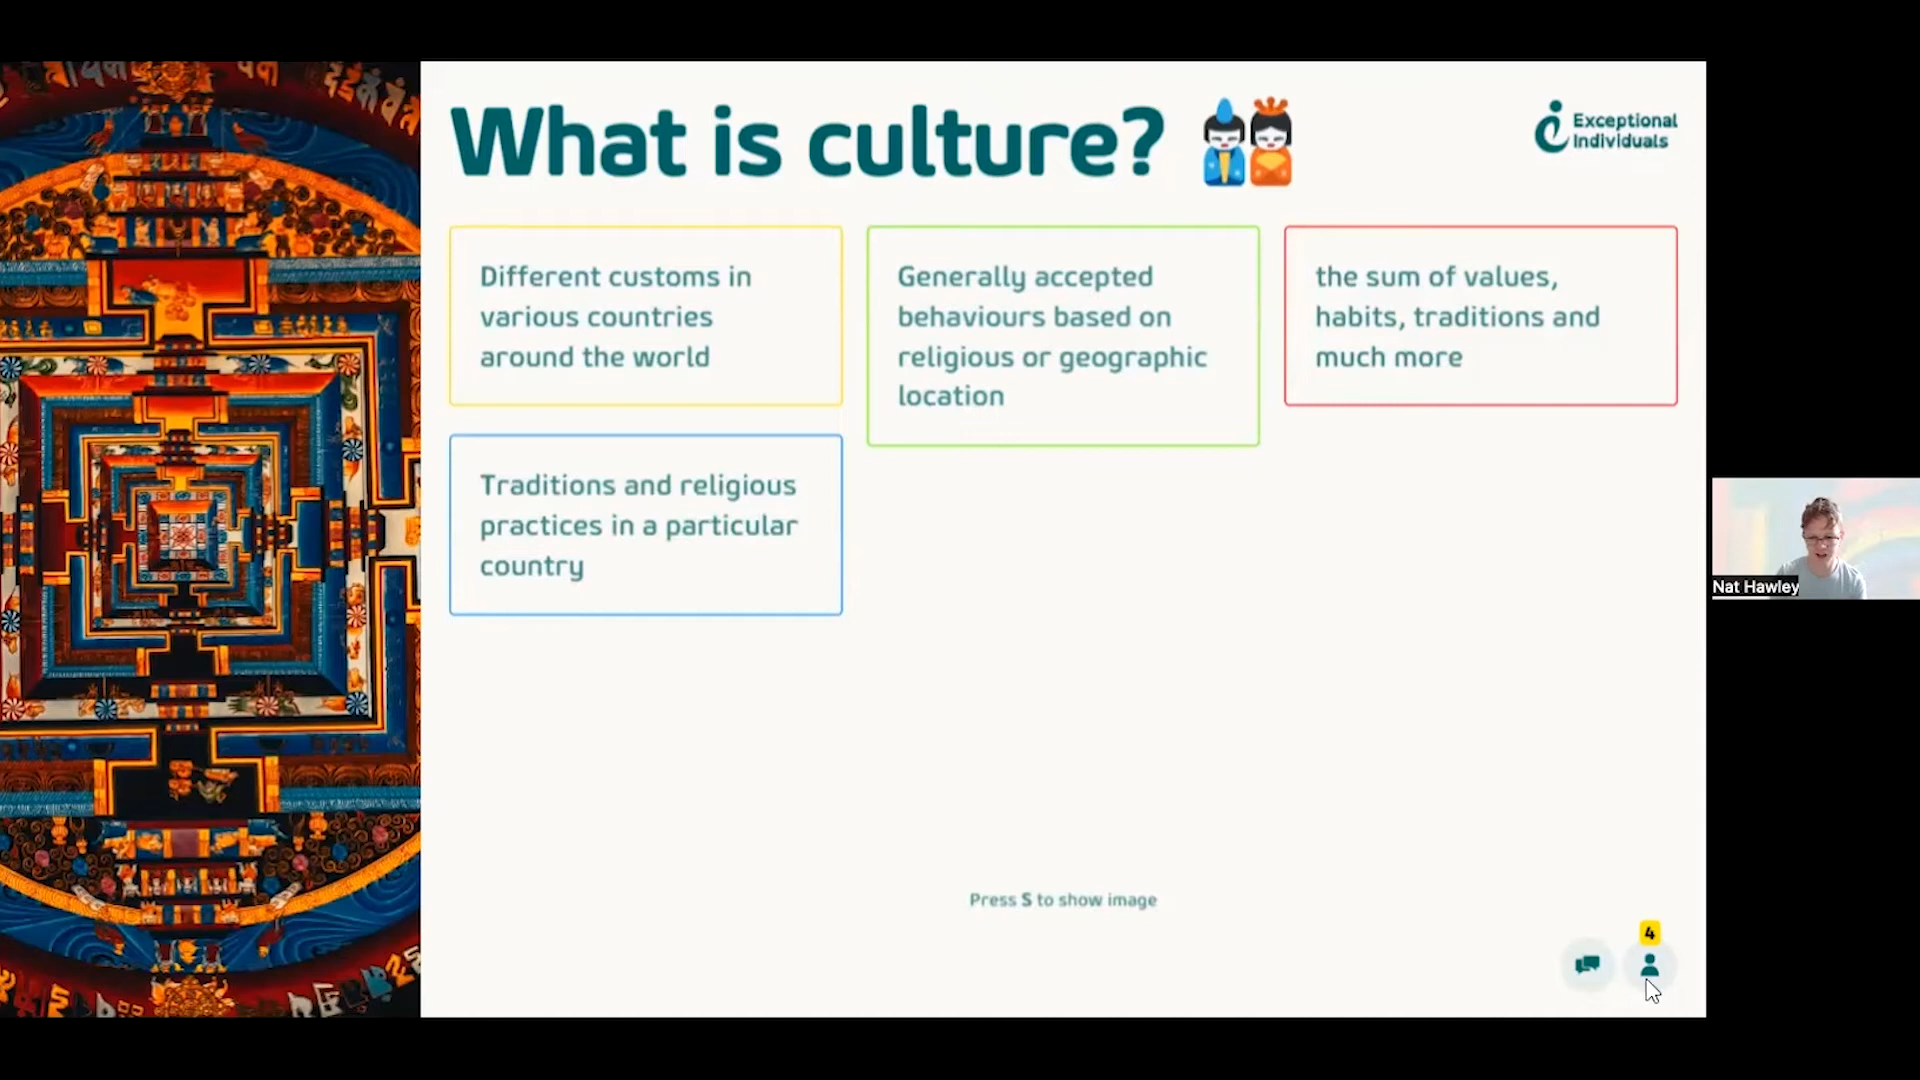 What is culture?
Exceptional
Individuals
Different customs in
various countries
around the world
Generally accepted
behaviours based on
religious or geographic
location
the sum of values,
habits, traditions and
much more
Traditions and religious
practices in a particular
country
Nat Hawley
Press S to show image
4